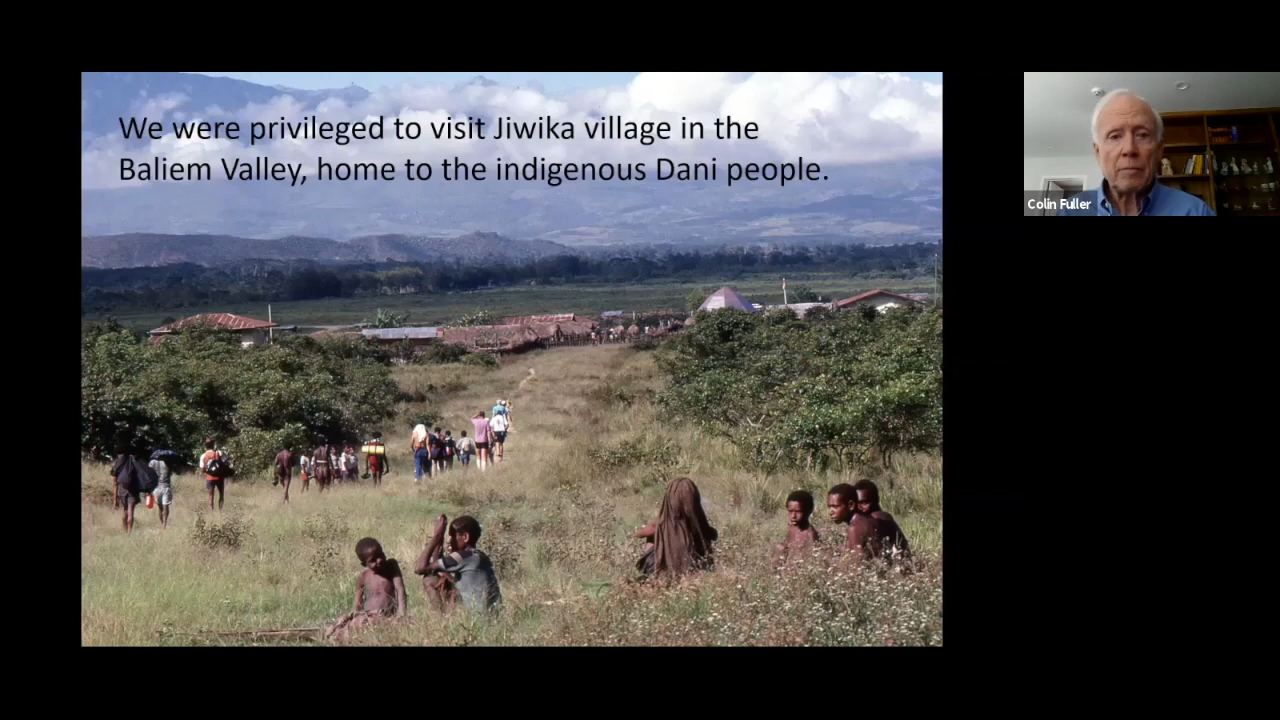 We were privileged to visit Jiwika village in the
Baliem Valley, home to the indigenous Dani people.
Colin Fuller